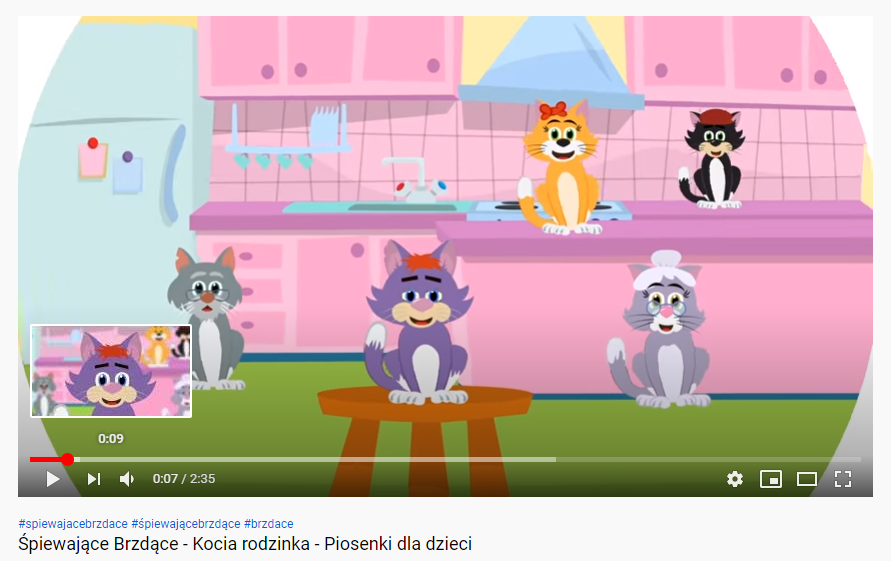 0:09
0:07 / 2:35
#spiewajacebrzdace #śpiewającebrzdące #brzdace
Śpiewające Brzdące - Kocia rodzinka - Piosenki dla dzieci